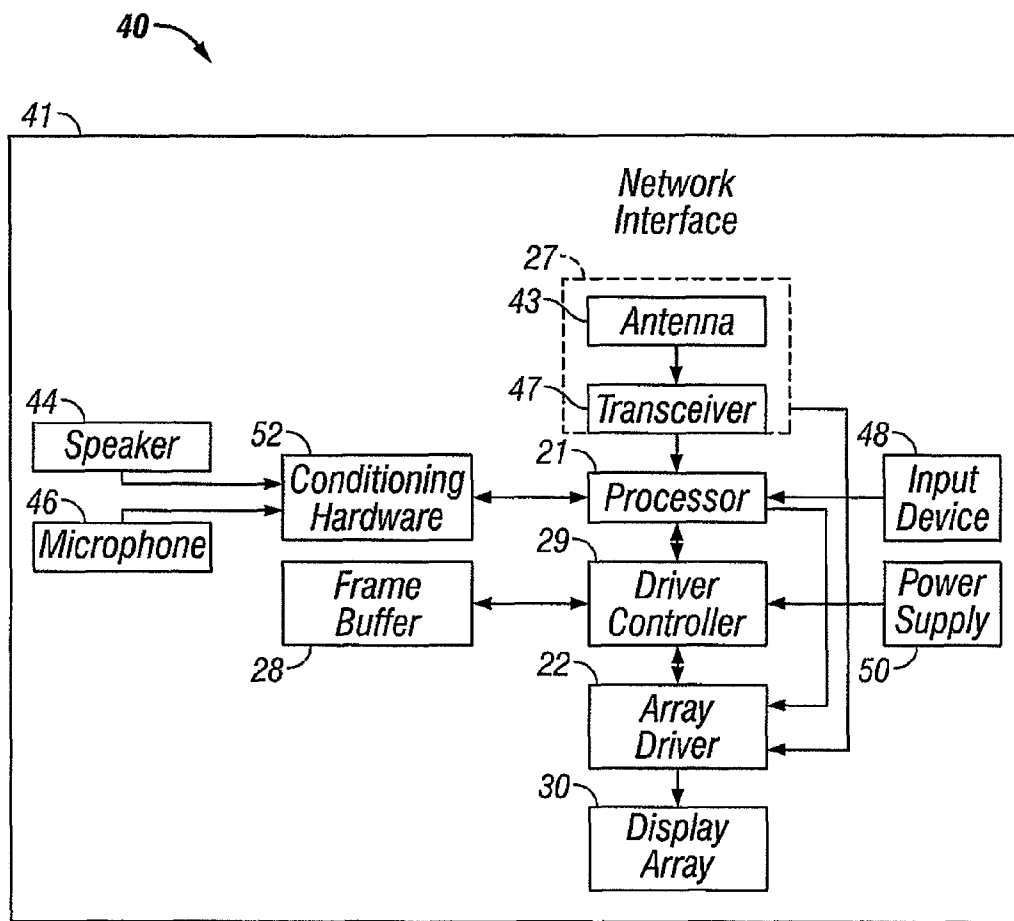 40
41
Network
Interface
27
43
Antenna
47
Transceiver
44
Speaker
52
Conditioning
Hardware
21
Processor
48
Input
Device
46
Microphone
29
Driver
Controller
Frame
Buffer
28
Power
Supply
50
22
Array
Driver
30
Display
Array